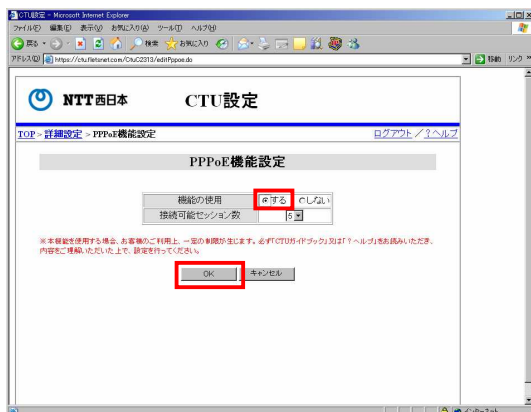 CTU設定 - Microsoft Internet Explorer
ファイル(F) 編集(E) 表示(V) お気に入り(A) ツール(T) ヘルプ(H)
戻る 検索 お気に入り
アドレス(D) https://ctu.fletsnet.com/CtuC2313/editPppoe.do 移動 リンク »
NTT西日本 CTU設定
TOP > 詳細設定 > PPPoE機能設定 ログアウト / ?ヘルプ
PPPoE機能設定
機能の使用 する しない
接続可能セッション数 5
※本機能を使用する場合、お客様のご利用上、一定の制限が生じます。必ず「CTUガイドブック」又は「?ヘルプ」をお読みいただき、
内容をご理解いただいた上で、設定を行ってください。
OK キャンセル
インターネット